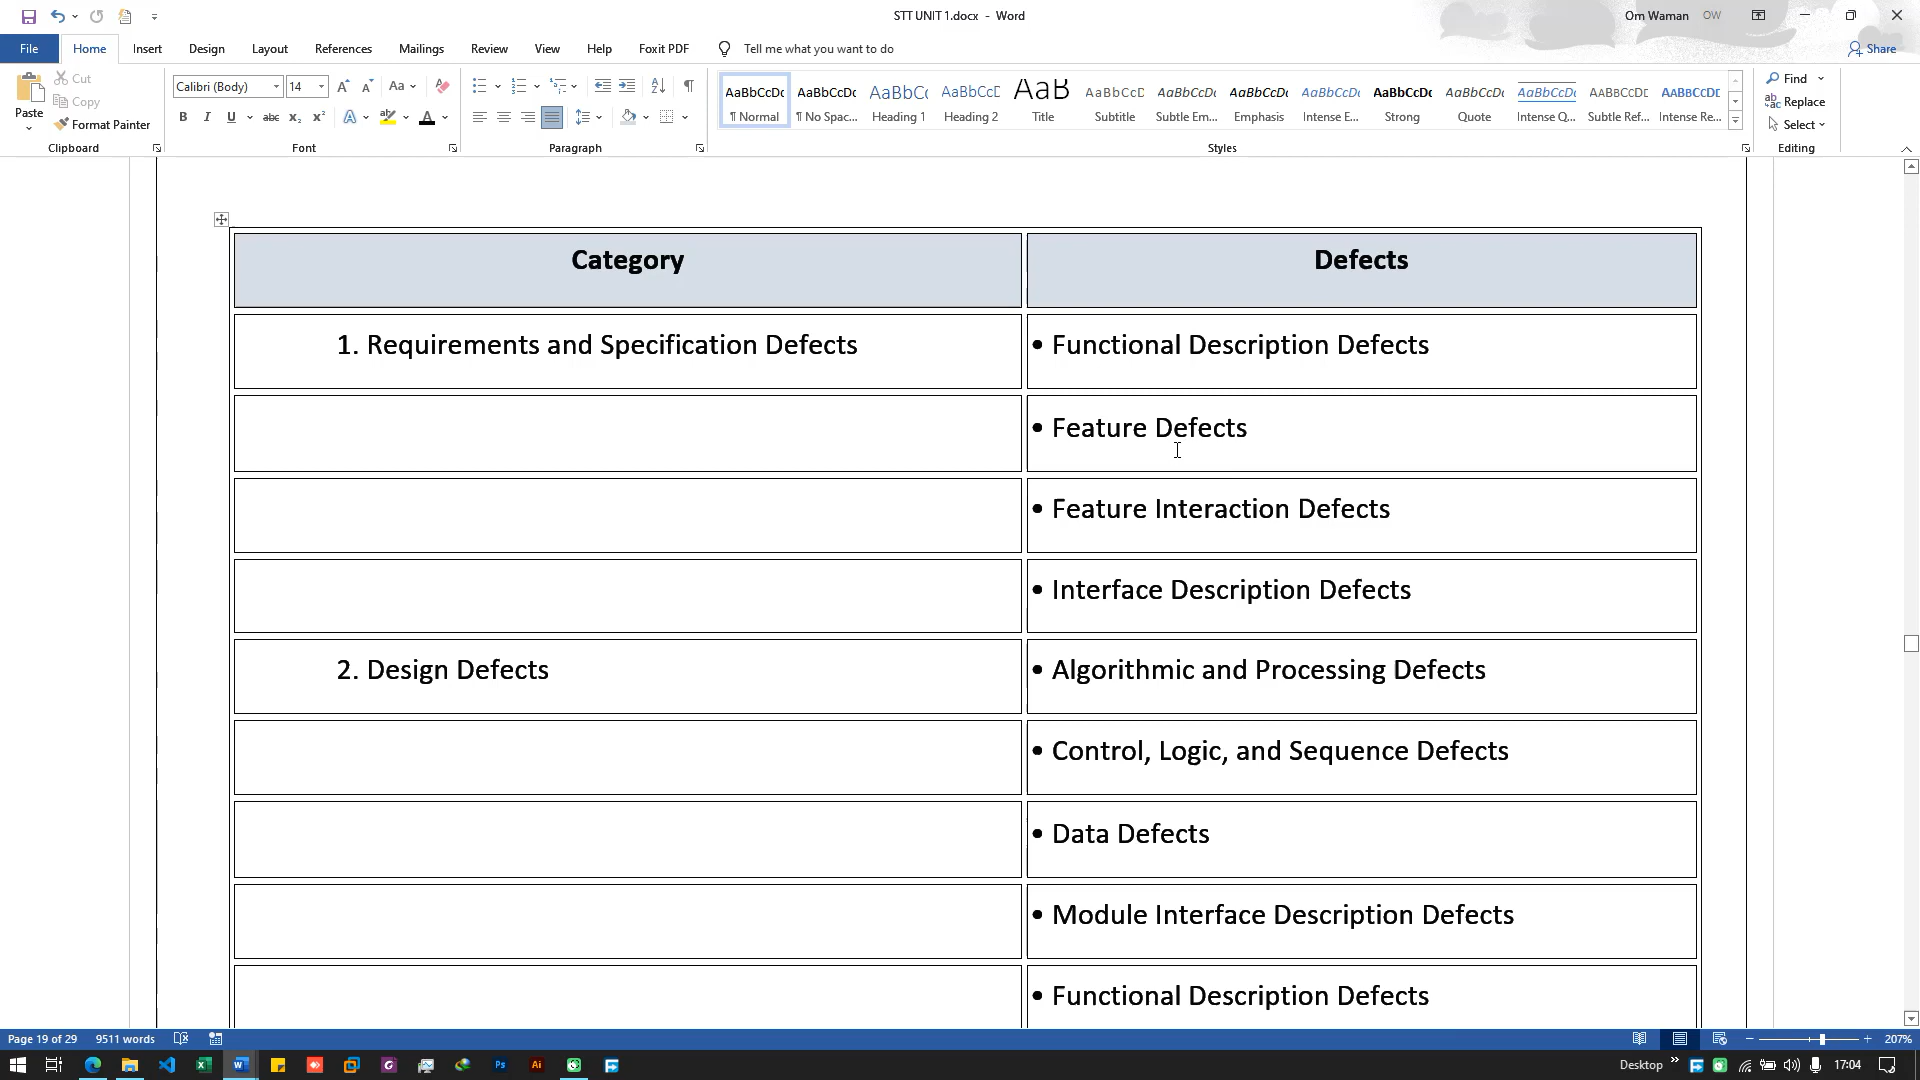 STT UNIT 1.docx - Word
Om Waman OW
File Home Insert Design Layout References Mailings Review View Help Foxit PDF Tell me what you want to do Share
Paste
Cut
Copy
Format Painter
Clipboard
Calibri (Body) 14
Font
Paragraph
AaBbCcDc AaBbCcDc AaBbC AaBbCcD AaB AaBbCcD AaBbCcDc AaBbCcDc AaBbCcDc AaBbCcDc AaBbCcDc AaBbCcDc AABBCCDE AABBCCDE
¶ Normal ¶ No Spac... Heading 1 Heading 2 Title Subtitle Subtle Em... Emphasis Intense E... Strong Quote Intense Q... Subtle Ref... Intense Re...
Styles
Find
Replace
Select
Editing
Category Defects
1. Requirements and Specification Defects • Functional Description Defects
• Feature Defects
• Feature Interaction Defects
• Interface Description Defects
2. Design Defects • Algorithmic and Processing Defects
• Control, Logic, and Sequence Defects
• Data Defects
• Module Interface Description Defects
• Functional Description Defects
Page 19 of 29 9511 words 207%
Desktop 17:04